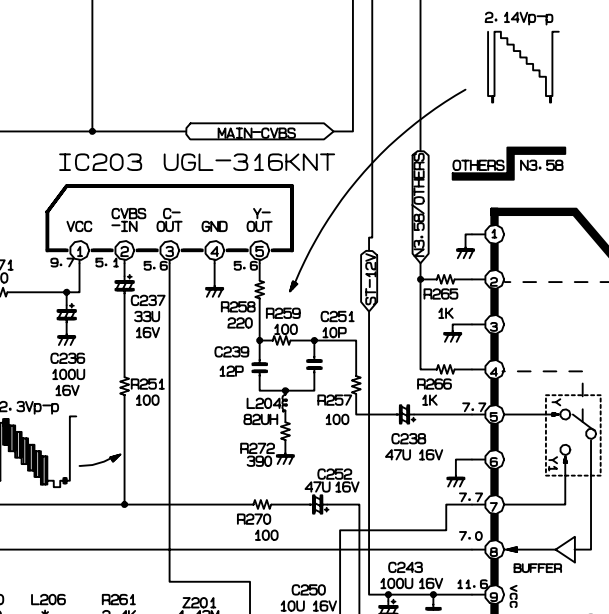 2.14Vp-p
MAIN-CVBS
IC203 UGL-316KNT
N3.58/OTHERS
OTHERS
N3.58
VCC
CVBS
-IN
C-
OUT
GND
Y-
OUT
1
2
3
4
5
9.7
5.1
5.6
5.6
ST-12V
1
2
3
4
5
6
7
8
9
71
0
C237
33U
16V
R258
220
R259
100
C251
10P
R265
1K
C236
100U
16V
C239
12P
R251
100
L204
82UH
R257
100
R266
1K
2.3Vp-p
R272
390
C238
47U 16V
7.7
Y
Y1
C252
47U 16V
R270
100
7.7
7.0
BUFFER
C243
100U 16V
11.6
VCC
L206
R261
Z201
C250
10U 16V